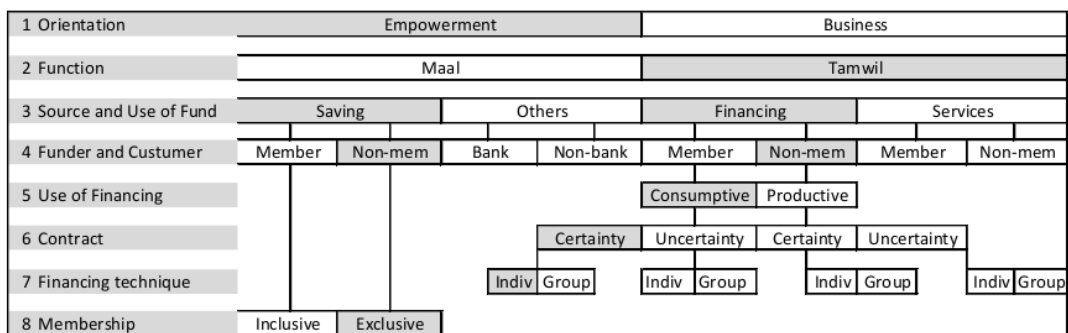 1 Orientation Empowerment Business
2 Function Maal Tamwil
3 Source and Use of Fund Saving Others Financing Services
4 Funder and Custumer Member Non-mem Bank Non-bank Member Non-mem Member Non-mem
5 Use of Financing Consumptive Productive
6 Contract Certainty Uncertainty Certainty Uncertainty
7 Financing technique Indiv Group Indiv Group Indiv Group Indiv Group
8 Membership Inclusive Exclusive